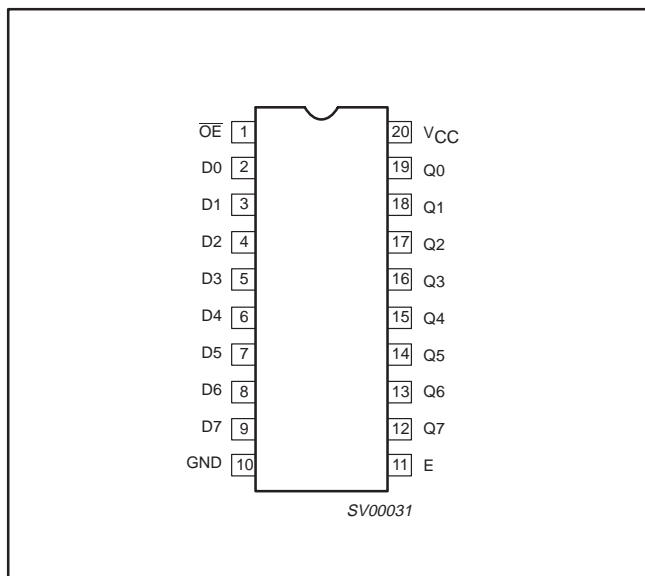 O̅E̅ 1 20 VCC
D0 2 19 Q0
D1 3 18 Q1
D2 4 17 Q2
D3 5 16 Q3
D4 6 15 Q4
D5 7 14 Q5
D6 8 13 Q6
D7 9 12 Q7
GND 10 11 E
SV00031